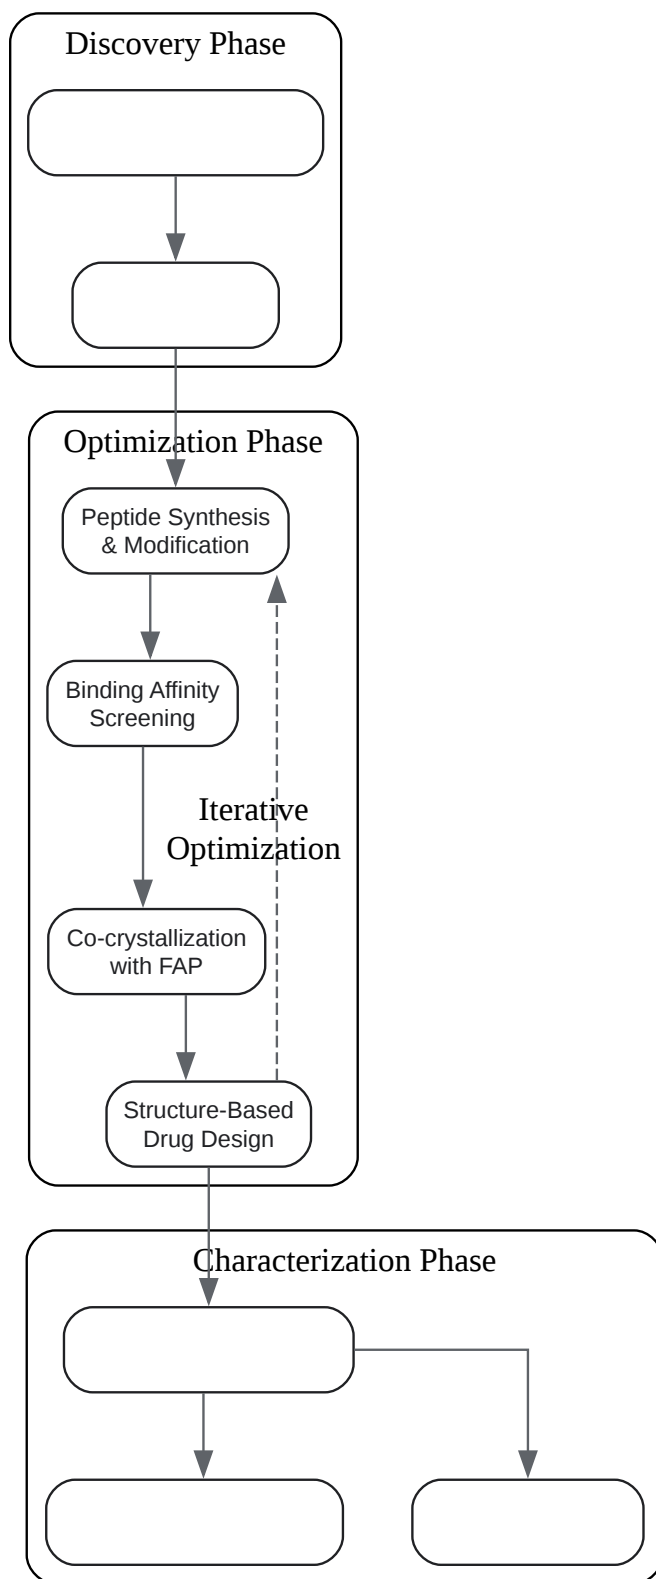 Discovery Phase
Optimization Phase
Peptide Synthesis
& Modification
Binding Affinity
Screening
Iterative
Optimization
Co-crystallization
with FAP
Structure-Based
Drug Design
Characterization Phase